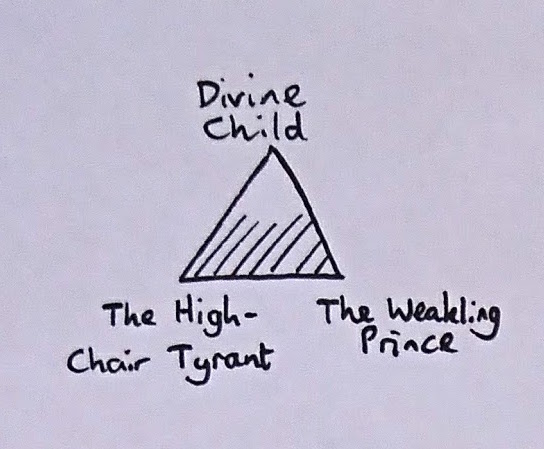 Divine
Child
The High-
Chair Tyrant
The Weakling
Prince